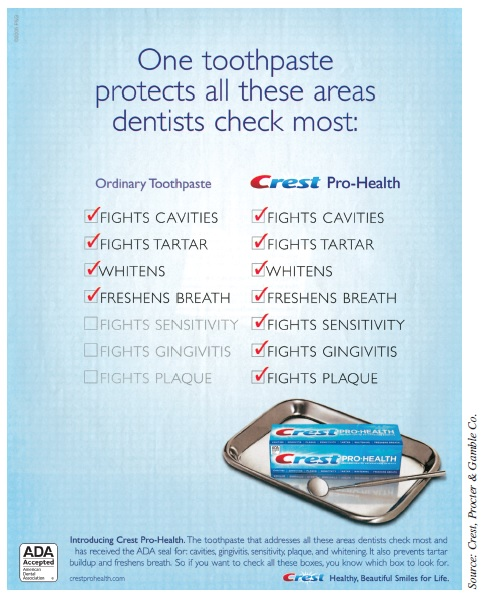 One toothpaste
protects all these areas
dentists check most:
Ordinary Toothpaste
FIGHTS CAVITIES
FIGHTS TARTAR
WHITENS
FRESHENS BREATH
FIGHTS SENSITIVITY
FIGHTS GINGIVITIS
FIGHTS PLAQUE
Crest Pro-Health
FIGHTS CAVITIES
FIGHTS TARTAR
WHITENS
FRESHENS BREATH
FIGHTS SENSITIVITY
FIGHTS GINGIVITIS
FIGHTS PLAQUE
Crest PRO-HEALTH
Crest PRO-HEALTH
ADA
Accepted
American
Dental
Association
Introducing Crest Pro-Health. The toothpaste that addresses all these areas dentists check most and
has received the ADA seal for: cavities, gingivitis, sensitivity, plaque, and whitening. It also prevents tartar
buildup and freshens breath. So if you want to check all these boxes, you know which box to look for.
crestprohealth.com
Crest Healthy, Beautiful Smiles for Life.
Source: Crest, Procter & Gamble Co.